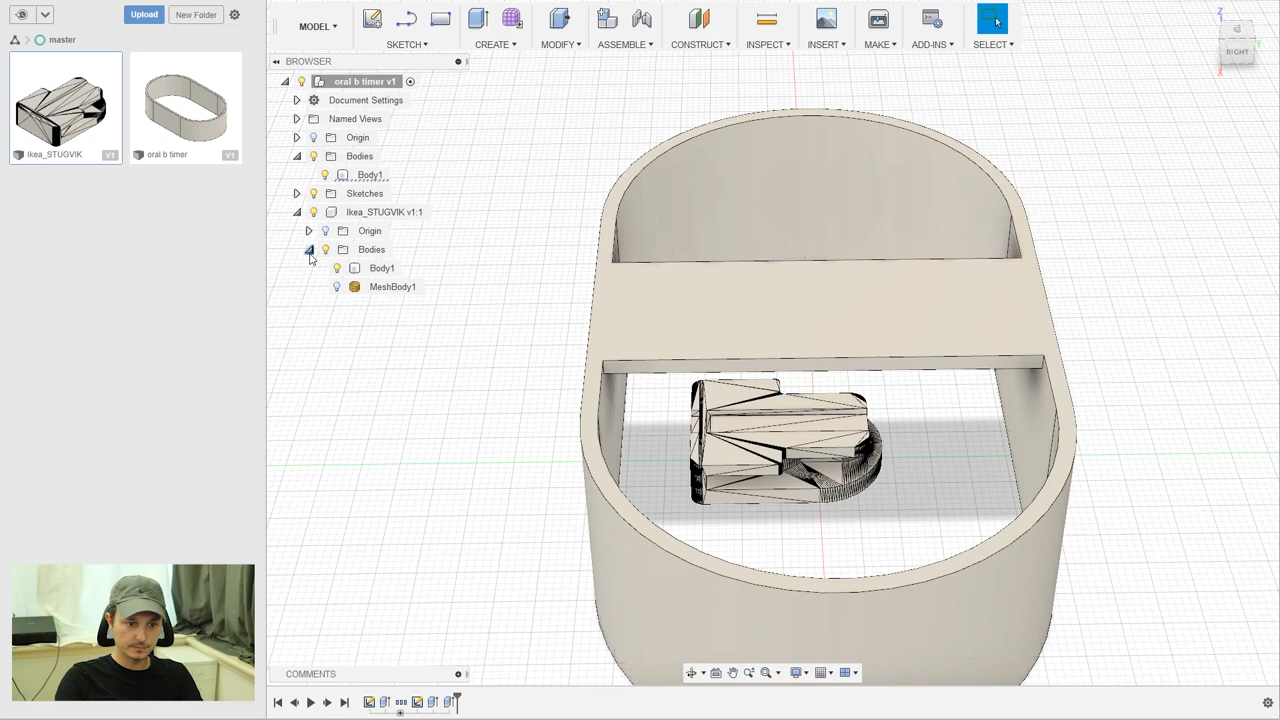 Upload
New Folder
master
Ikea_STUGVIK
V1
oral b timer
V1
MODEL
SKETCH
CREATE
MODIFY
ASSEMBLE
CONSTRUCT
INSPECT
INSERT
MAKE
ADD-INS
SELECT
BROWSER
oral b timer v1
Document Settings
Named Views
Origin
Bodies
Body1
Sketches
Ikea_STUGVIK v1:1
Origin
Bodies
Body1
MeshBody1
COMMENTS
Z
Y
RIGHT
X